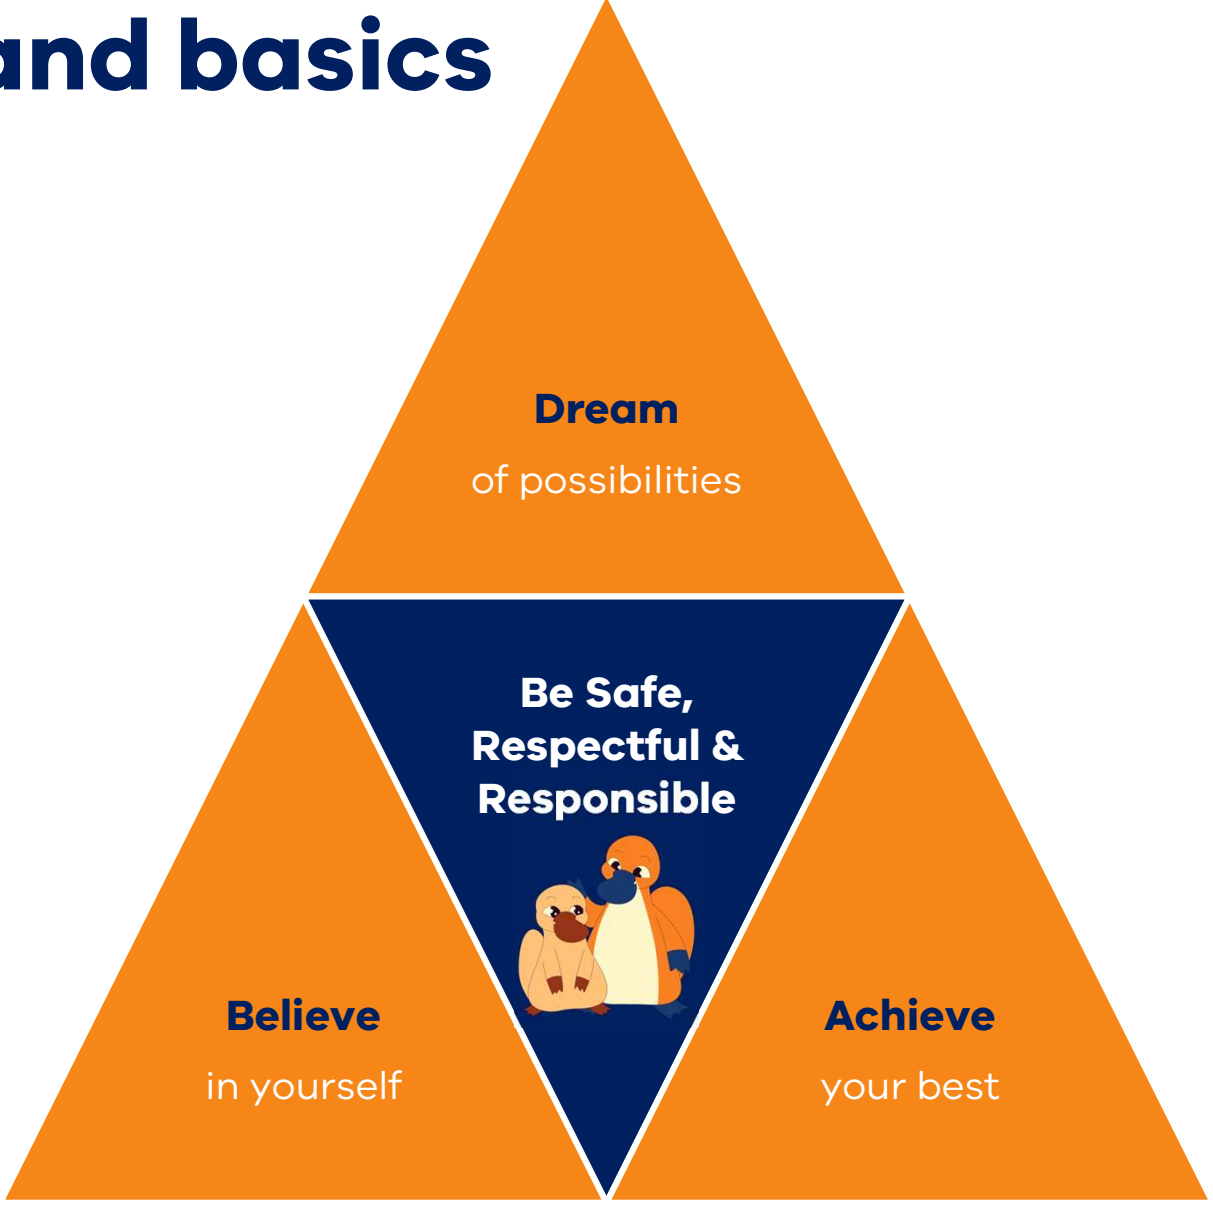 and basics
Dream
of possibilities
Be Safe,
Respectful &
Responsible
Believe
in yourself
Achieve
your best